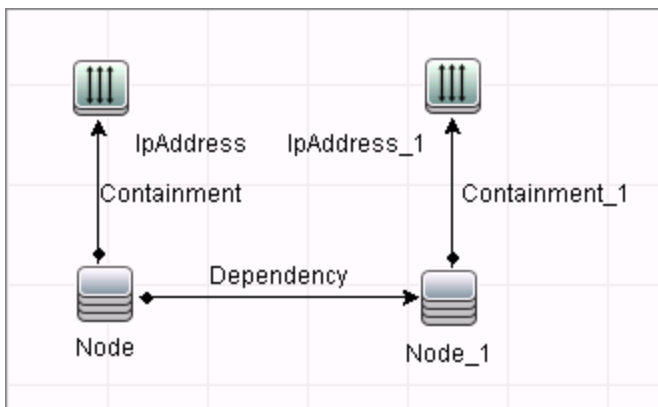 IpAddress IpAddress_1
Containment Containment_1
Dependency
Node Node_1